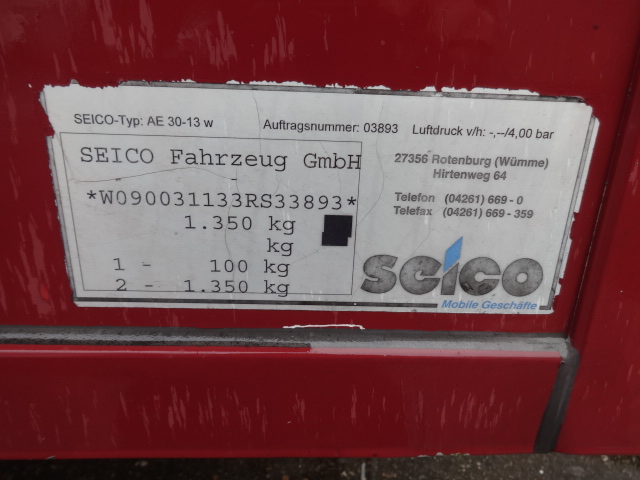 SEICO-Typ: AE 30-13 w Auftragsnummer: 03893 Luftdruck v/h: -,--/4,00 bar
SEICO Fahrzeug GmbH
-
*W090031133RS33893*
1.350 kg
kg
1 - 100 kg
2 - 1.350 kg
27356 Rotenburg (Wümme)
Hirtenweg 64
Telefon (04261) 669 - 0
Telefax (04261) 669 - 359
seico
Mobile Geschäfte